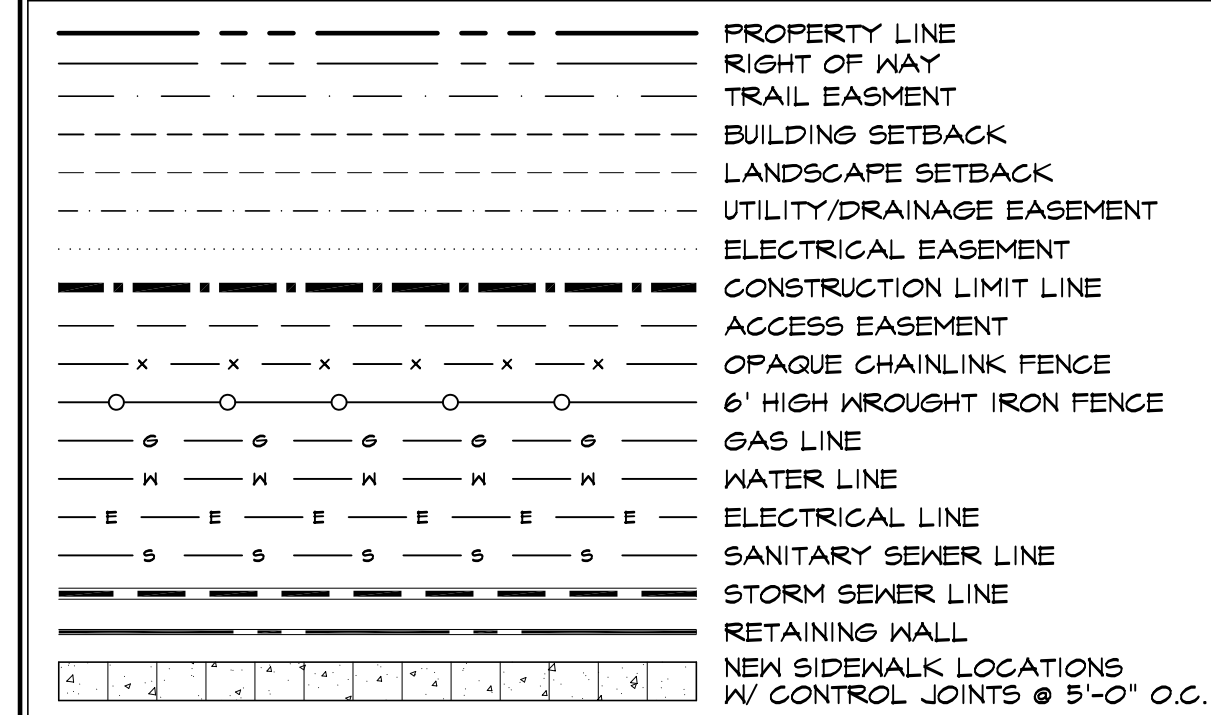 PROPERTY LINE
RIGHT OF WAY
TRAIL EASMENT
BUILDING SETBACK
LANDSCAPE SETBACK
UTILITY/DRAINAGE EASEMENT
ELECTRICAL EASEMENT
CONSTRUCTION LIMIT LINE
ACCESS EASEMENT
X X X X X X OPAQUE CHAINLINK FENCE
6' HIGH WROUGHT IRON FENCE
G G G G G GAS LINE
W W W W W WATER LINE
E E E E E E ELECTRICAL LINE
S S S S S SANITARY SEWER LINE
STORM SEWER LINE
RETAINING WALL
NEW SIDEWALK LOCATIONS
W/ CONTROL JOINTS @ 5'-0" O.C.